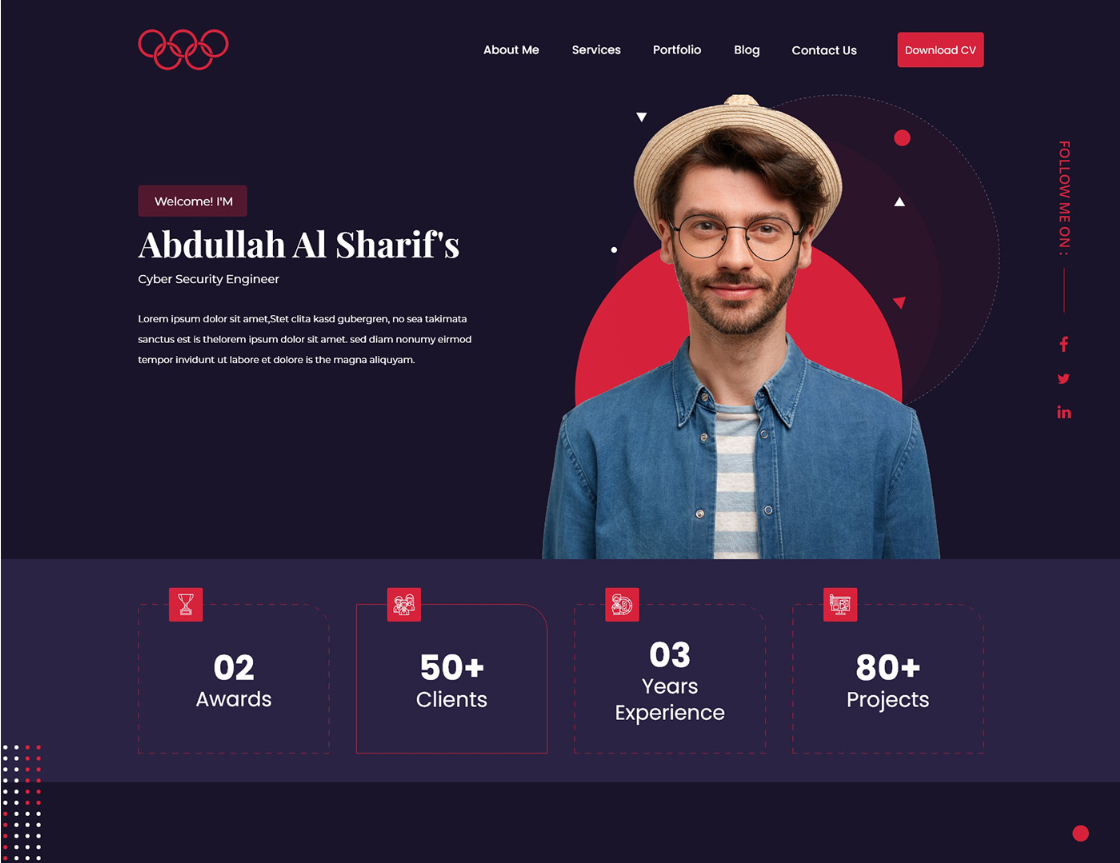 About Me Services Portfolio Blog Contact Us Download CV
FOLLOW ME ON :
Welcome! I'M
Abdullah Al Sharif's
Cyber Security Engineer
Lorem ipsum dolor sit amet,Stet clita kasd gubergren, no sea takimata
sanctus est is thelorem ipsum dolor sit amet. sed diam nonumy eirmod
tempor invidunt ut labore et dolore is the magna aliquyam.
02
Awards
50+
Clients
03
Years
Experience
80+
Projects